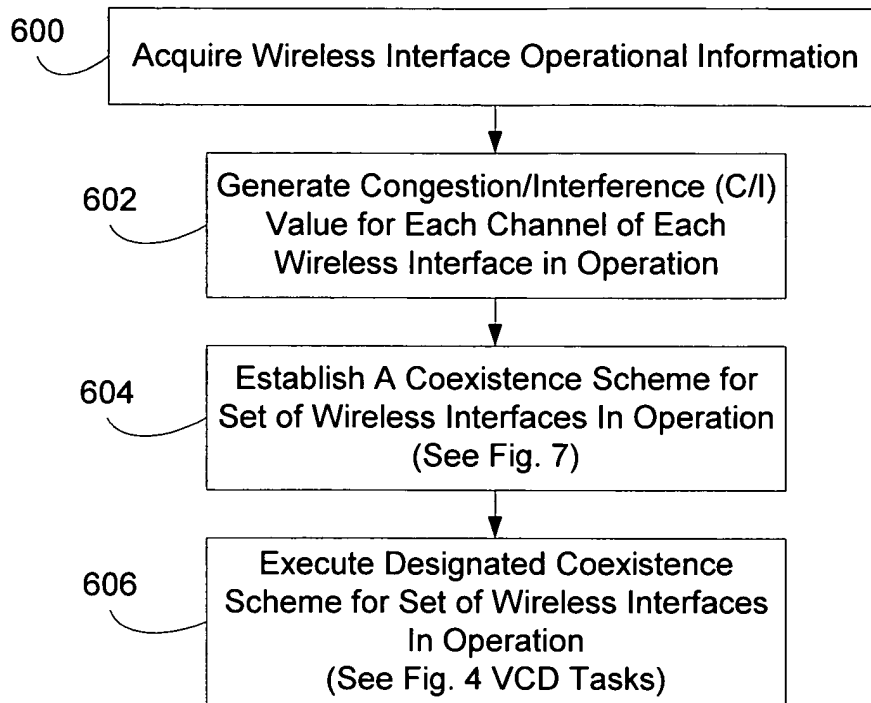 600
Acquire Wireless Interface Operational Information
602
Generate Congestion/Interference (C/I)
Value for Each Channel of Each
Wireless Interface in Operation
604
Establish A Coexistence Scheme for
Set of Wireless Interfaces In Operation
(See Fig. 7)
606
Execute Designated Coexistence
Scheme for Set of Wireless Interfaces
In Operation
(See Fig. 4 VCD Tasks)